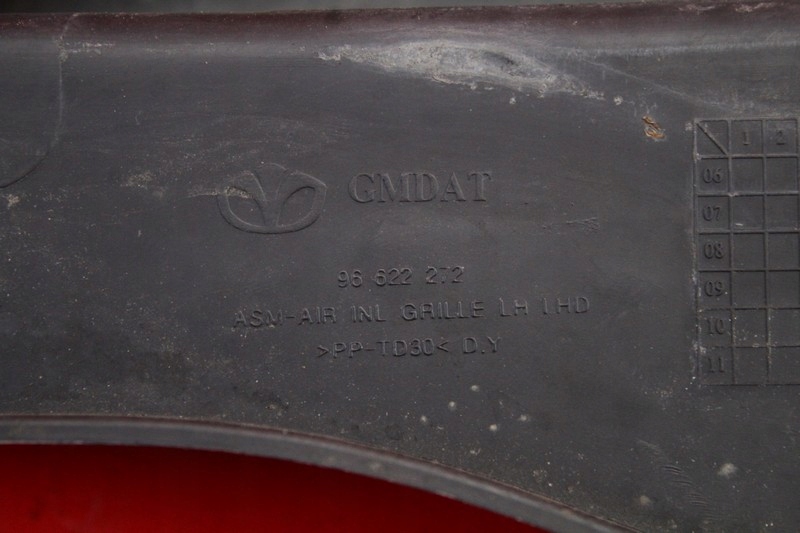 GMDAT
96 622 272
ASM-AIR INL GRILLE LH LHD
>PP-TD30< D.Y
1 2
06
07
08
09
10
11